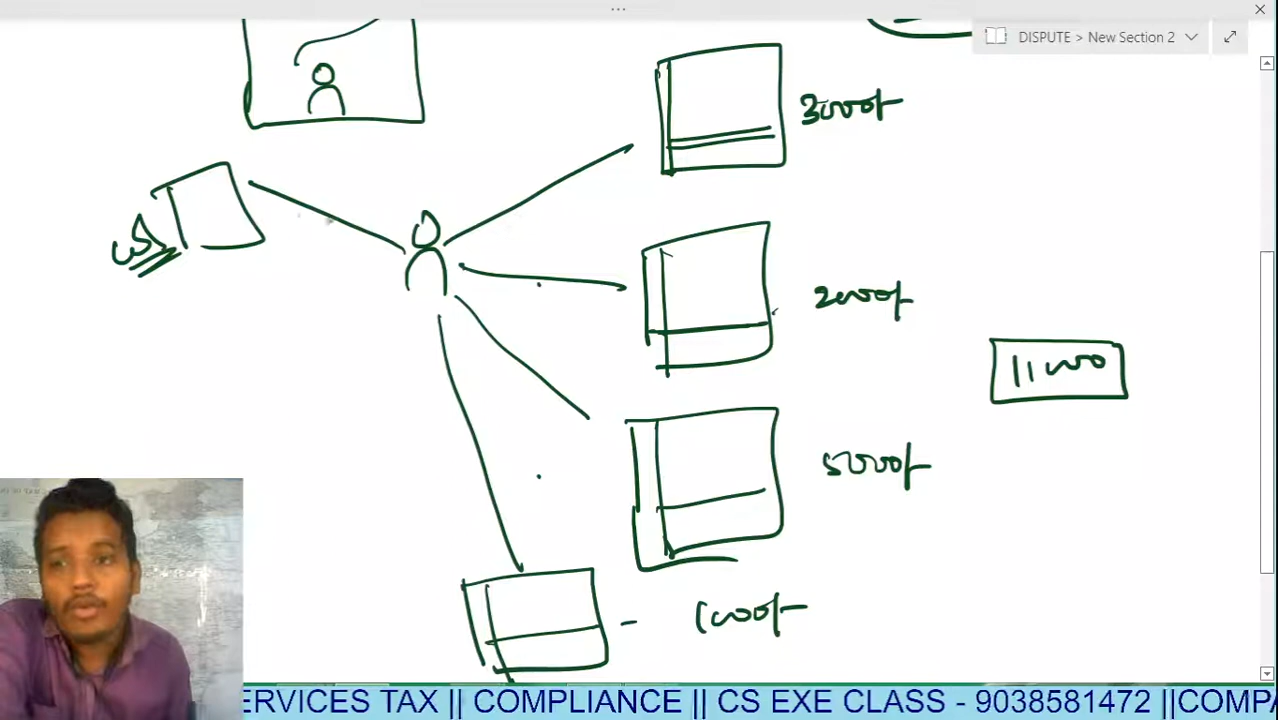 DISPUTE > New Section 2
3000/-
2000/-
11000
5000/-
- 1000/-
ERVICES TAX || COMPLIANCE || CS EXE CLASS - 9038581472 ||COMPA